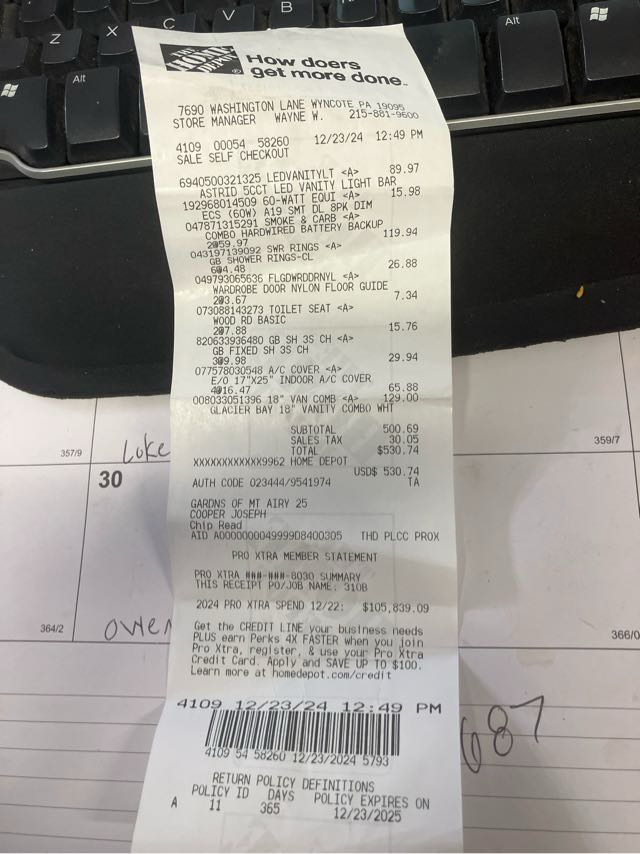 Z X C V B
Alt
Alt
THE HOME DEPOT
How doers
get more done.
7690 WASHINGTON LANE WYNCOTE PA 19095
STORE MANAGER WAYNE W. 215-881-9600
4109 00054 58260 12/23/24 12:49 PM
SALE SELF CHECKOUT
6940500321325 LEDVANITYLT <A> 89.97
ASTRID 5CCT LED VANITY LIGHT BAR
192968014509 60-WATT EQUI <A> 15.98
ECS (60W) A19 SMT DL 8PK DIM
047871315291 SMOKE & CARB <A>
COMBO HARDWIRED BATTERY BACKUP
2@59.97 119.94
043197139092 SWR RINGS <A>
GB SHOWER RINGS-CL
6@4.48 26.88
049793065636 FLGDWRDDRNYL <A>
WARDROBE DOOR NYLON FLOOR GUIDE
2@3.67 7.34
073088143273 TOILET SEAT <A>
WOOD RD BASIC
2@7.88 15.76
820633936480 GB SH 3S CH <A>
GB FIXED SH 3S CH
3@9.98 29.94
077578030548 A/C COVER <A>
E/O 17"X25" INDOOR A/C COVER
4@16.47 65.88
008033051396 18" VAN COMB <A> 129.00
GLACIER BAY 18" VANITY COMBO WHT
SUBTOTAL 500.69
SALES TAX 30.05
TOTAL $530.74
XXXXXXXXXXXX9962 HOME DEPOT
USD$ 530.74
AUTH CODE 023444/9541974 TA
GARDNS OF MT AIRY 25
COOPER JOSEPH
Chip Read
AID A0000000049999D8400305 THD PLCC PROX
PRO XTRA MEMBER STATEMENT
PRO XTRA ###-###-8030 SUMMARY
THIS RECEIPT PO/JOB NAME: 310B
2024 PRO XTRA SPEND 12/22: $105,839.09
Get the CREDIT LINE your business needs
PLUS earn Perks 4X FASTER when you join
Pro Xtra, register, & use your Pro Xtra
Credit Card. Apply and SAVE UP TO $100.
Learn more at homedepot.com/credit
4109 12/23/24 12:49 PM
4109 54 58260 12/23/2024 5793
RETURN POLICY DEFINITIONS
POLICY ID DAYS POLICY EXPIRES ON
A 11 365 12/23/2025
357/9
Luke
359/7
30
364/2
Owen
366/0
687